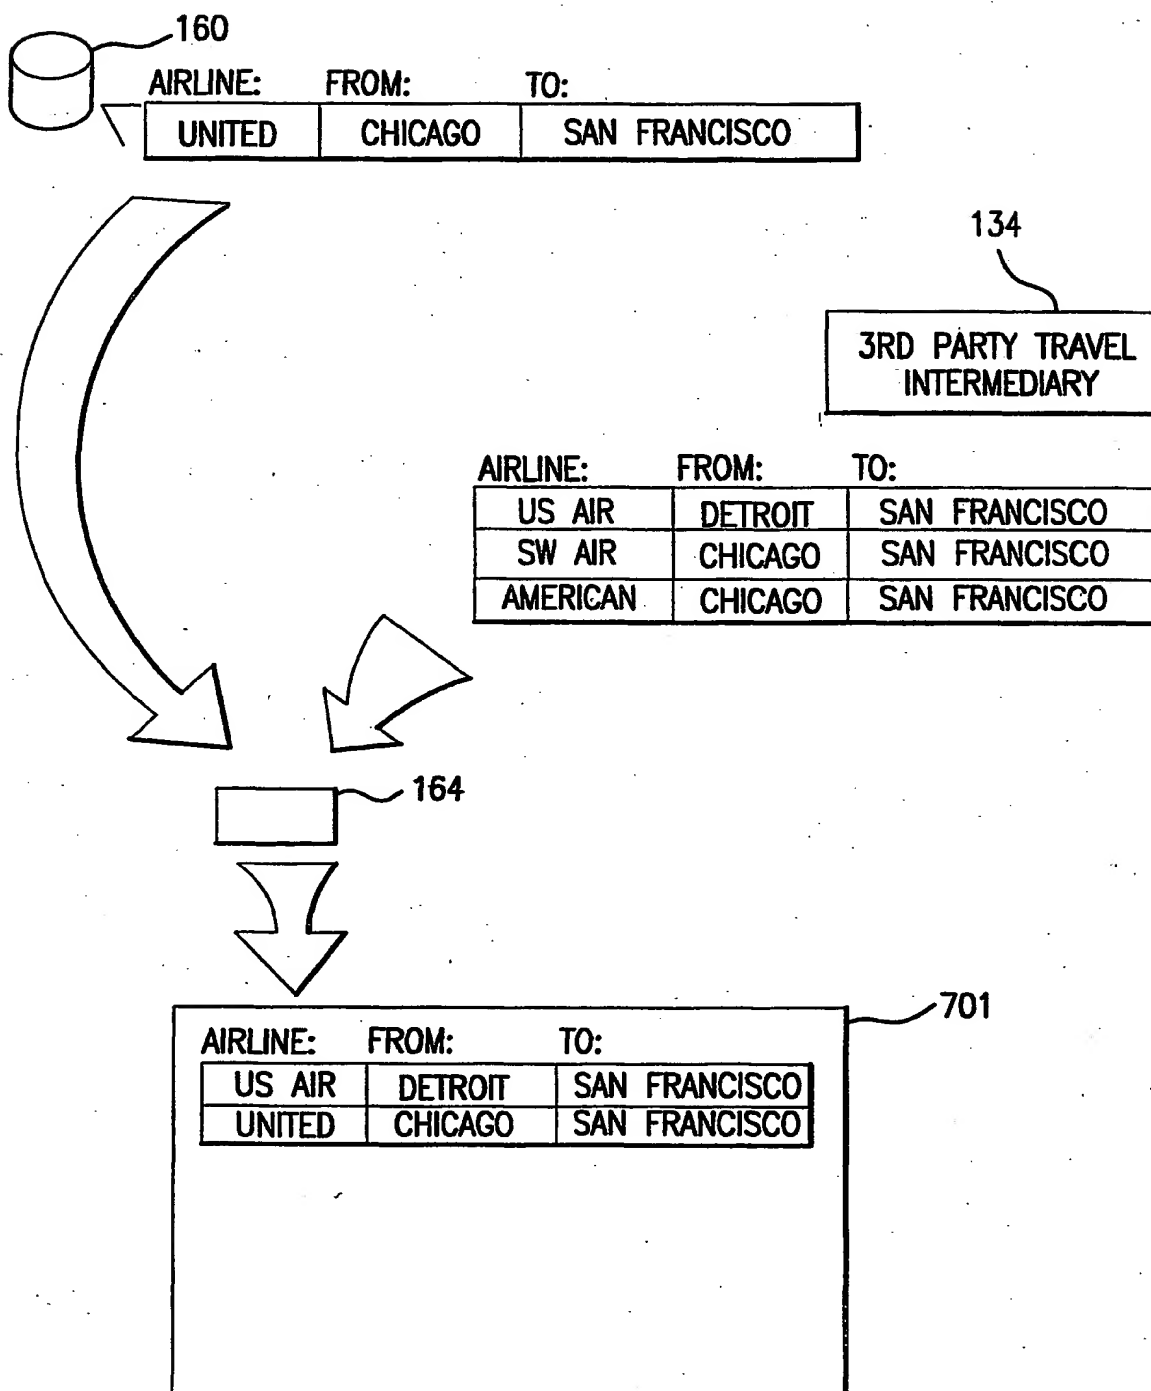 160
AIRLINE: FROM: TO:
UNITED CHICAGO SAN FRANCISCO
134
3RD PARTY TRAVEL
INTERMEDIARY
AIRLINE: FROM: TO:
US AIR DETROIT SAN FRANCISCO
SW AIR CHICAGO SAN FRANCISCO
AMERICAN CHICAGO SAN FRANCISCO
164
701
AIRLINE: FROM: TO:
US AIR DETROIT SAN FRANCISCO
UNITED CHICAGO SAN FRANCISCO